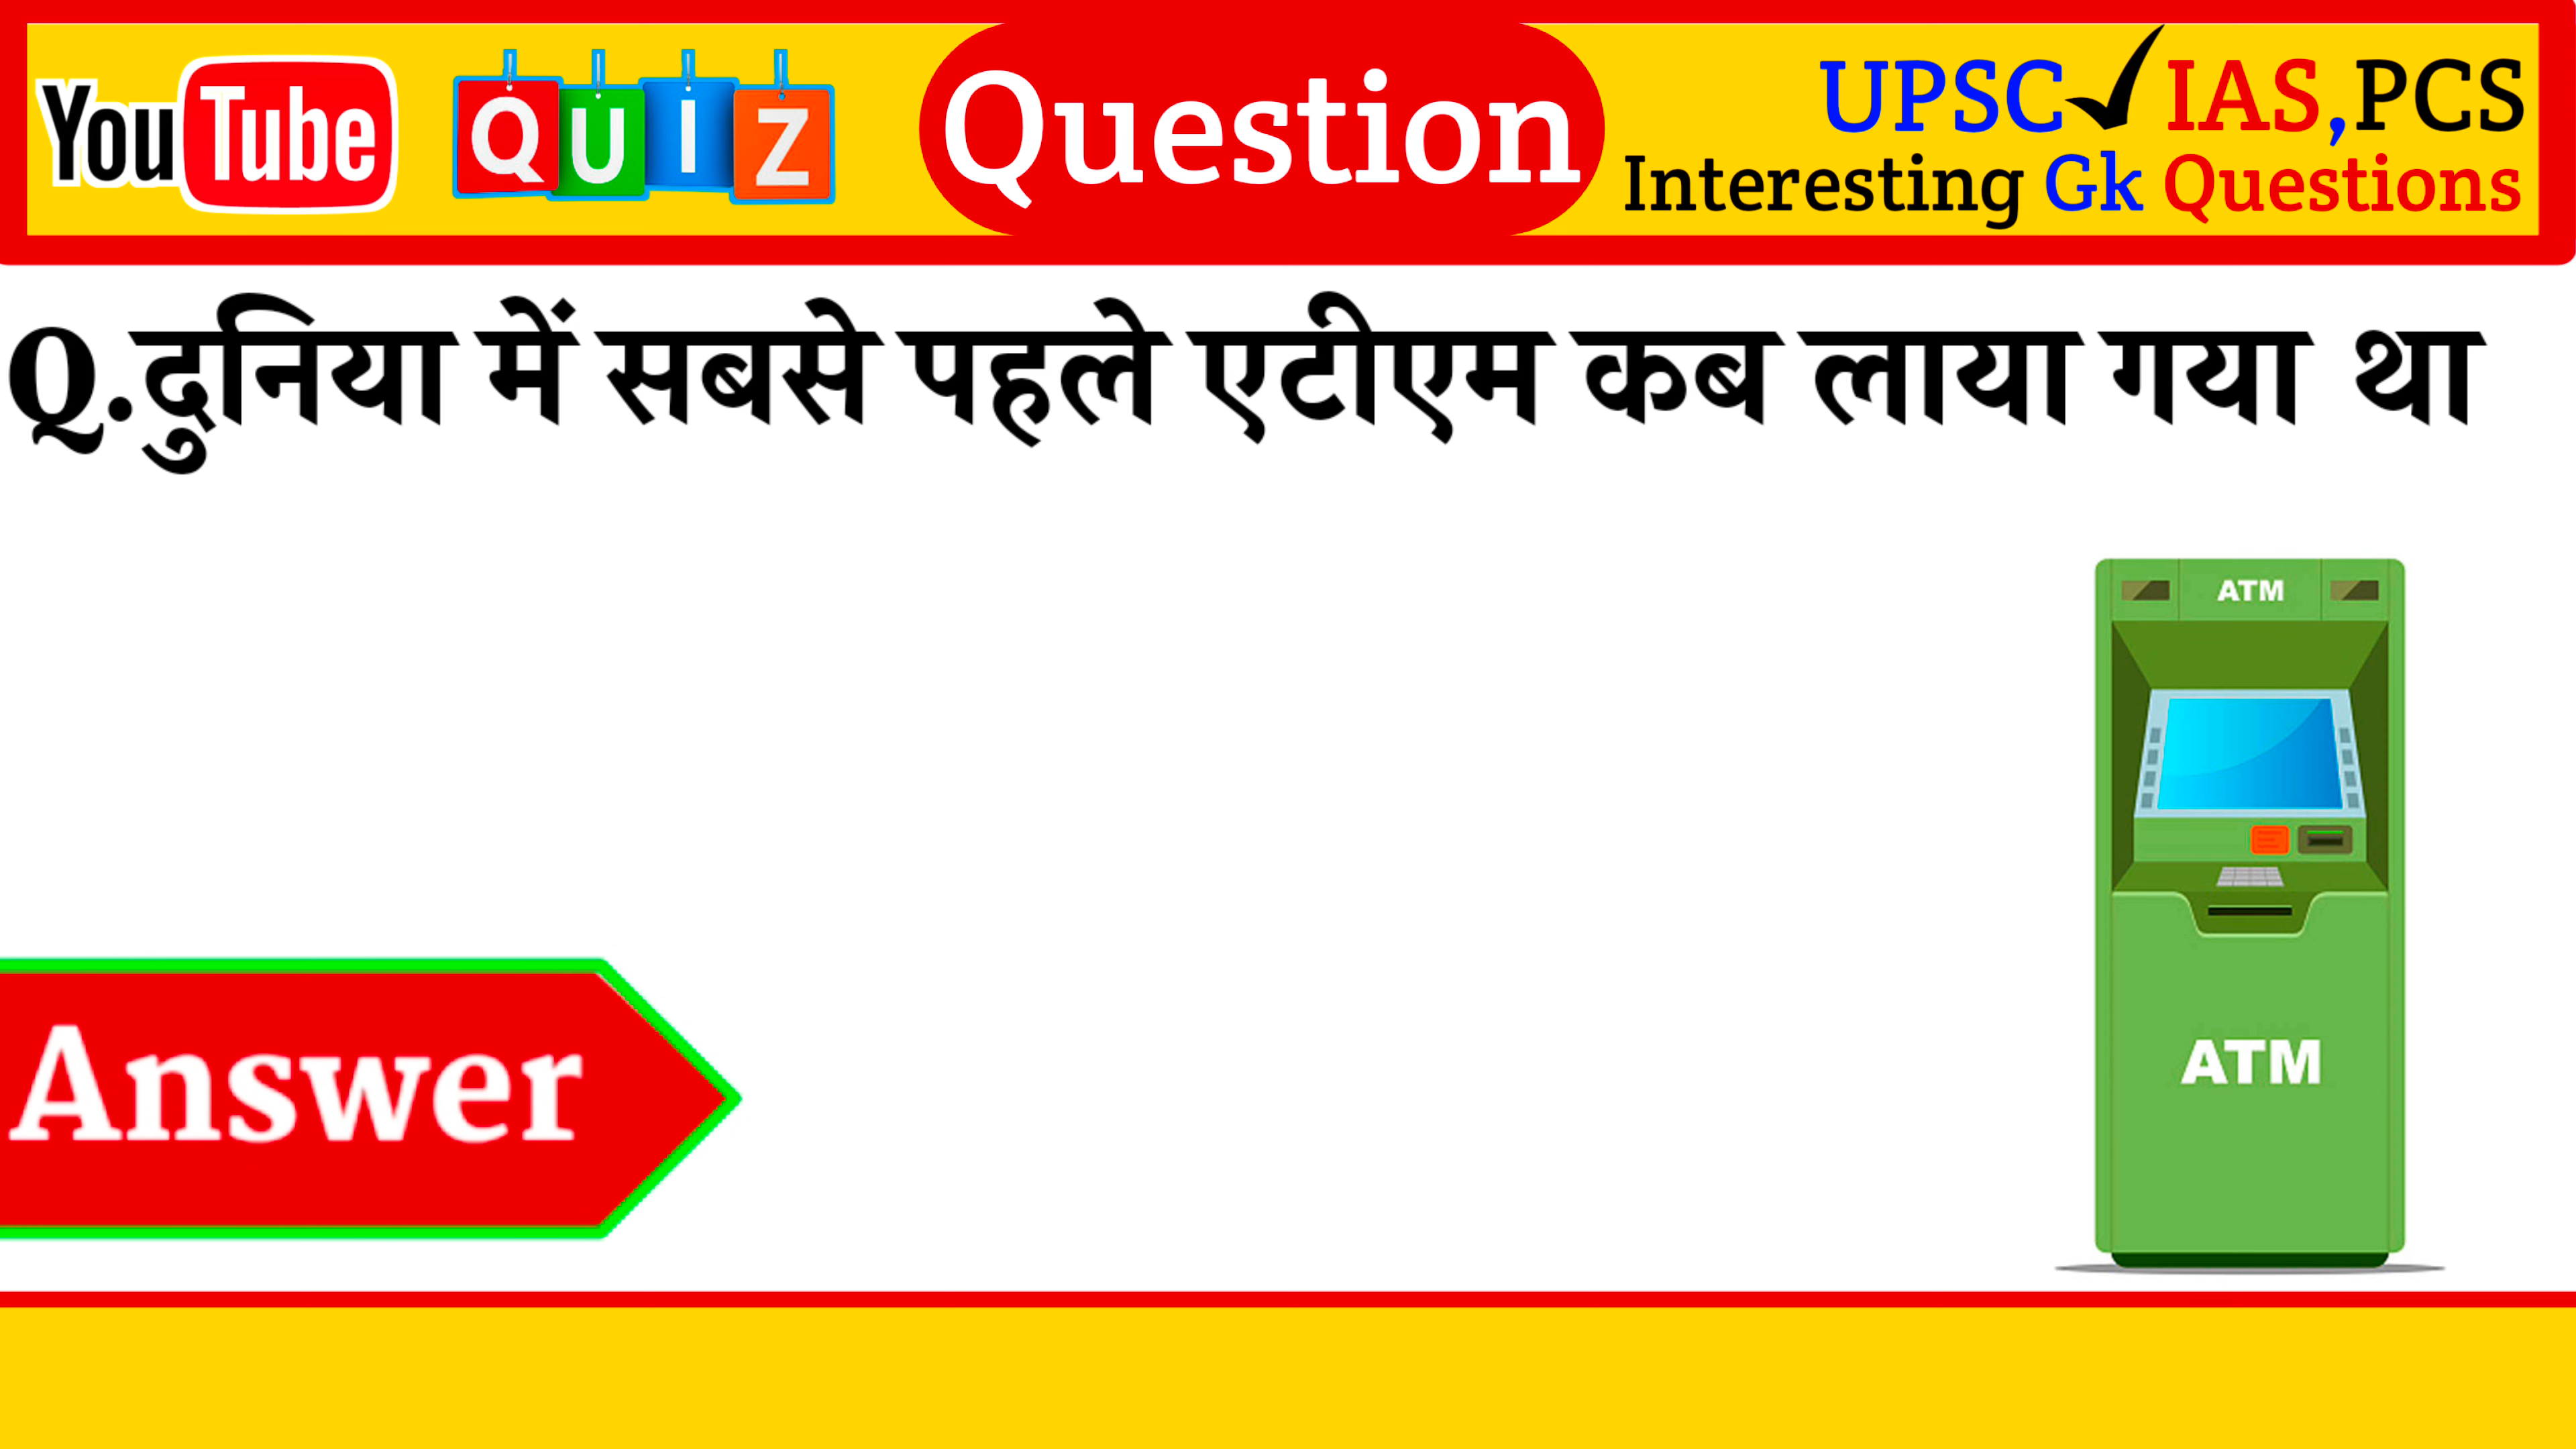 YouTube QUIZ Question UPSC✓IAS,PCS
Interesting Gk Questions
Q.दुनिया में सबसे पहले एटीएम कब लाया गया था
ATM
ATM
Answer